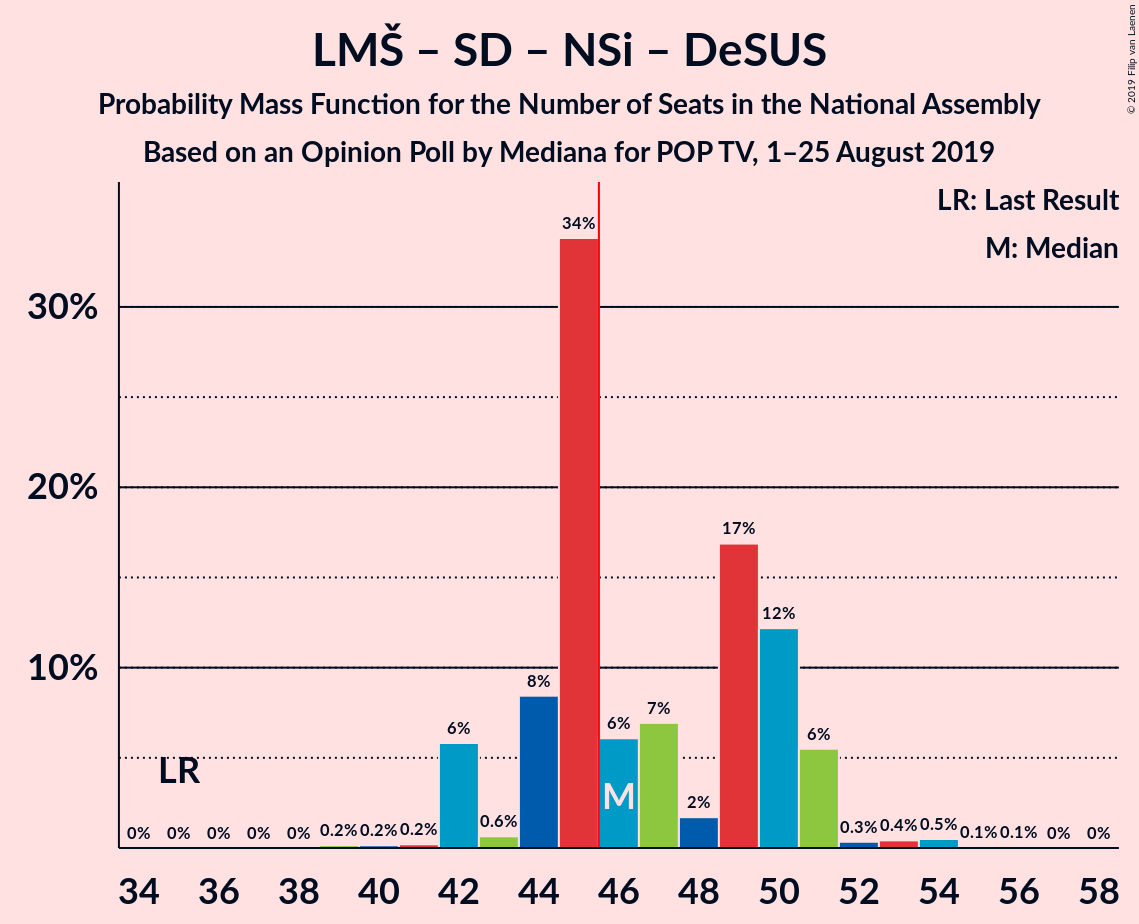 LMŠ – SD – NSi – DeSUS
Probability Mass Function for the Number of Seats in the National Assembly
Based on an Opinion Poll by Mediana for POP TV, 1–25 August 2019
© 2019 Filip van Laenen
LR: Last Result
M: Median
30%
20%
10%
34%
17%
12%
8%
7%
6%
6%
6%
2%
LR
M
0% 0% 0% 0% 0% 0.2% 0.2% 0.2% 0.6% 0.3% 0.4% 0.5% 0.1% 0.1% 0% 0%
34 36 38 40 42 44 46 48 50 52 54 56 58